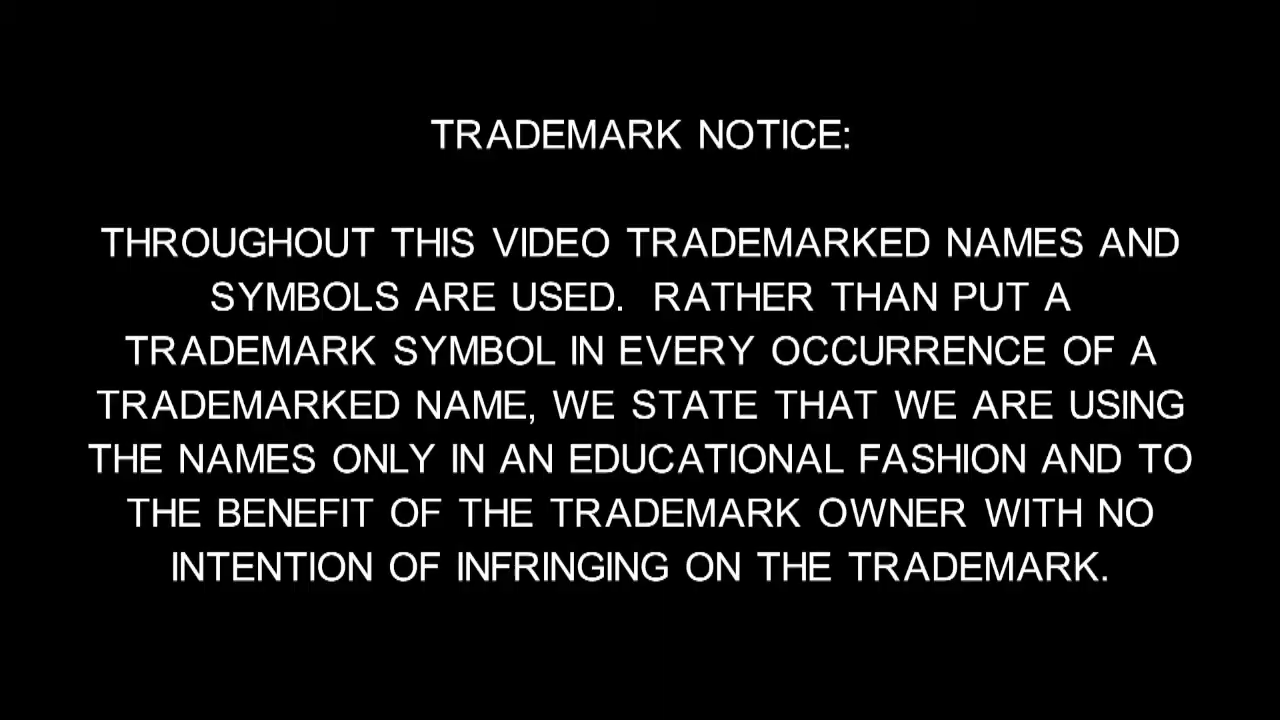 TRADEMARK NOTICE:
THROUGHOUT THIS VIDEO TRADEMARKED NAMES AND
SYMBOLS ARE USED.  RATHER THAN PUT A
TRADEMARK SYMBOL IN EVERY OCCURRENCE OF A
TRADEMARKED NAME, WE STATE THAT WE ARE USING
THE NAMES ONLY IN AN EDUCATIONAL FASHION AND TO
THE BENEFIT OF THE TRADEMARK OWNER WITH NO
INTENTION OF INFRINGING ON THE TRADEMARK.